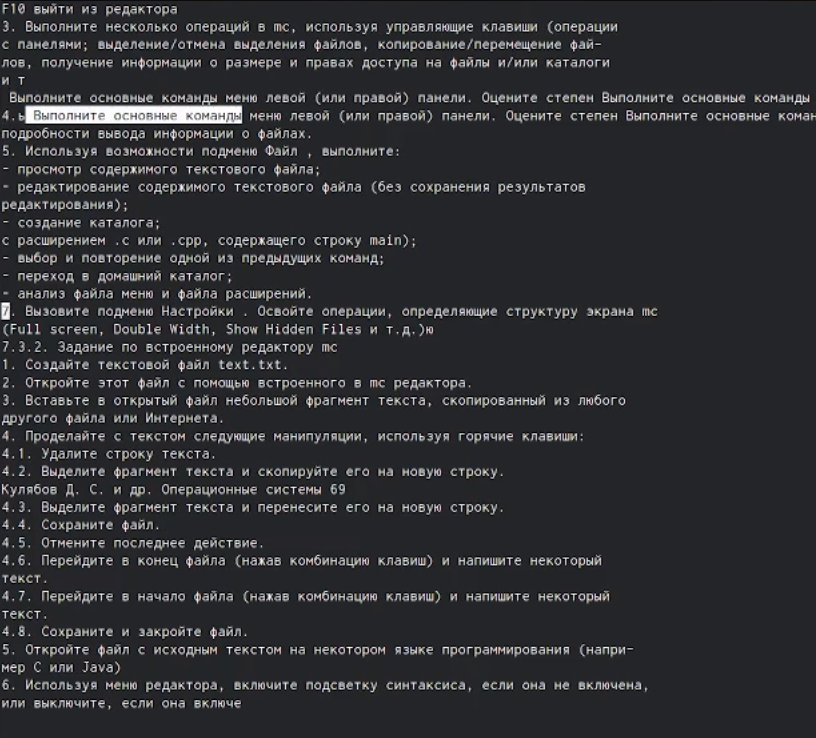 F10 выйти из редактора
3. Выполните несколько операций в mc, используя управляющие клавиши (операции
с панелями; выделение/отмена выделения файлов, копирование/перемещение фай-
лов, получение информации о размере и правах доступа на файлы и/или каталоги
и т
Выполните основные команды меню левой (или правой) панели. Оцените степен Выполните основные команды
4.ь Выполните основные команды меню левой (или правой) панели. Оцените степен Выполните основные коман
подробности вывода информации о файлах.
5. Используя возможности подменю Файл , выполните:
- просмотр содержимого текстового файла;
- редактирование содержимого текстового файла (без сохранения результатов
редактирования);
- создание каталога;
с расширением .c или .cpp, содержащего строку main);
- выбор и повторение одной из предыдущих команд;
- переход в домашний каталог;
- анализ файла меню и файла расширений.
7. Вызовите подменю Настройки . Освойте операции, определяющие структуру экрана mc
(Full screen, Double Width, Show Hidden Files и т.д.)ю
7.3.2. Задание по встроенному редактору mc
1. Создайте текстовой файл text.txt.
2. Откройте этот файл с помощью встроенного в mc редактора.
3. Вставьте в открытый файл небольшой фрагмент текста, скопированный из любого
другого файла или Интернета.
4. Проделайте с текстом следующие манипуляции, используя горячие клавиши:
4.1. Удалите строку текста.
4.2. Выделите фрагмент текста и скопируйте его на новую строку.
Кулябов Д. С. и др. Операционные системы 69
4.3. Выделите фрагмент текста и перенесите его на новую строку.
4.4. Сохраните файл.
4.5. Отмените последнее действие.
4.6. Перейдите в конец файла (нажав комбинацию клавиш) и напишите некоторый
текст.
4.7. Перейдите в начало файла (нажав комбинацию клавиш) и напишите некоторый
текст.
4.8. Сохраните и закройте файл.
5. Откройте файл с исходным текстом на некотором языке программирования (напри-
мер C или Java)
6. Используя меню редактора, включите подсветку синтаксиса, если она не включена,
или выключите, если она включе